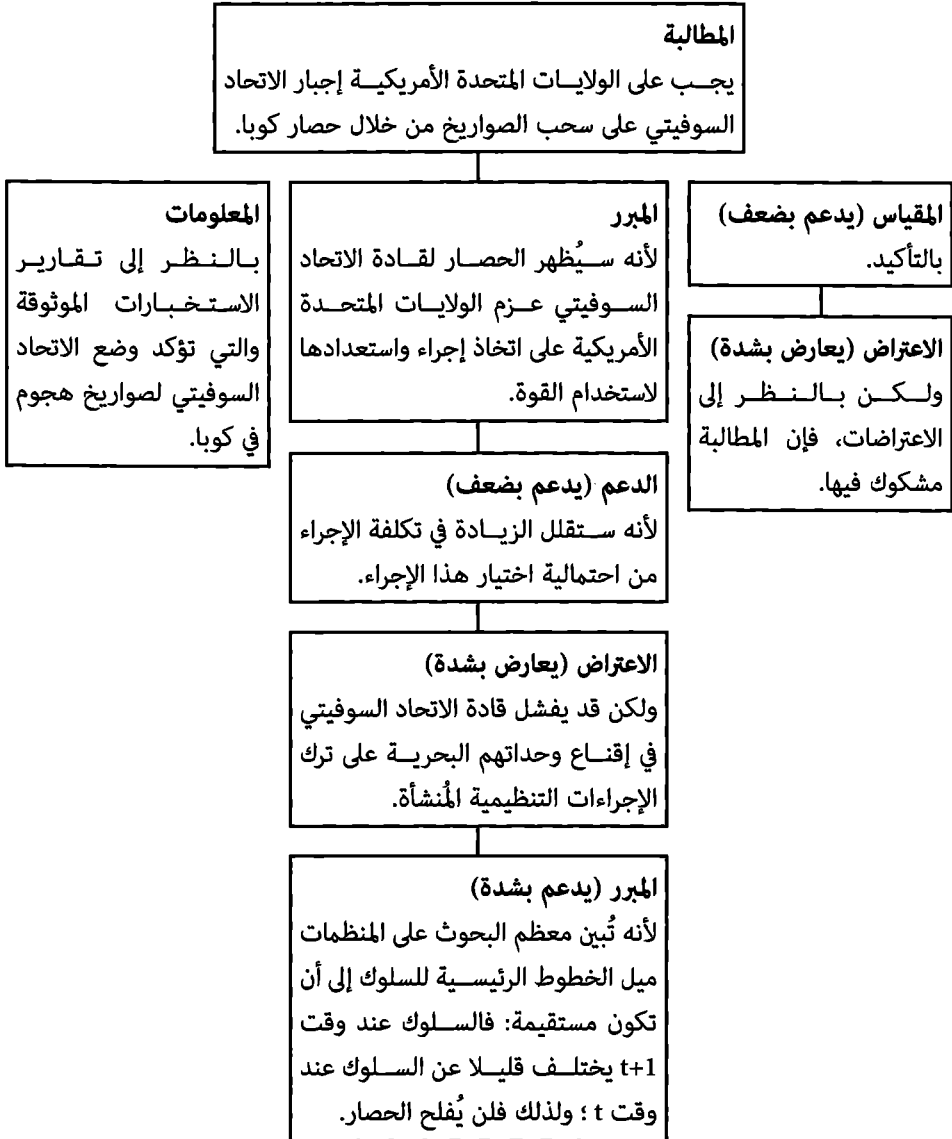 المطالبة
يجب على الولايات المتحدة الأمريكية إجبار الاتحاد
السوفيتي على سحب الصواريخ من خلال حصار كوبا.
المقياس (يدعم بضعف)
بالتأكيد.
الاعتراض (يعارض بشدة)
ولكن بالنظر إلى
الاعتراضات، فإن المطالبة
مشكوك فيها.
المبرر
لأنه سيُظهر الحصار لقادة الاتحاد
السوفيتي عزم الولايات المتحدة
الأمريكية على اتخاذ إجراء واستعدادها
لاستخدام القوة.
الدعم (يدعم بضعف)
لأنه ستقلل الزيادة في تكلفة الإجراء
من احتمالية اختيار هذا الإجراء.
الاعتراض (يعارض بشدة)
ولكن قد يفشل قادة الاتحاد السوفيتي
في إقناع وحداتهم البحرية على ترك
الإجراءات التنظيمية المُنشأة.
المبرر (يدعم بشدة)
لأنه تُبين معظم البحوث على المنظمات
ميل الخطوط الرئيسية للسلوك إلى أن
تكون مستقيمة: فالسلوك عند وقت
t+1 يختلف قليلا عن السلوك عند
وقت t ؛ ولذلك فلن يُفلح الحصار.
المعلومات
بالنظر إلى تقارير
الاستخبارات الموثوقة
والتي تؤكد وضع الاتحاد
السوفيتي لصواريخ هجوم
في كوبا.